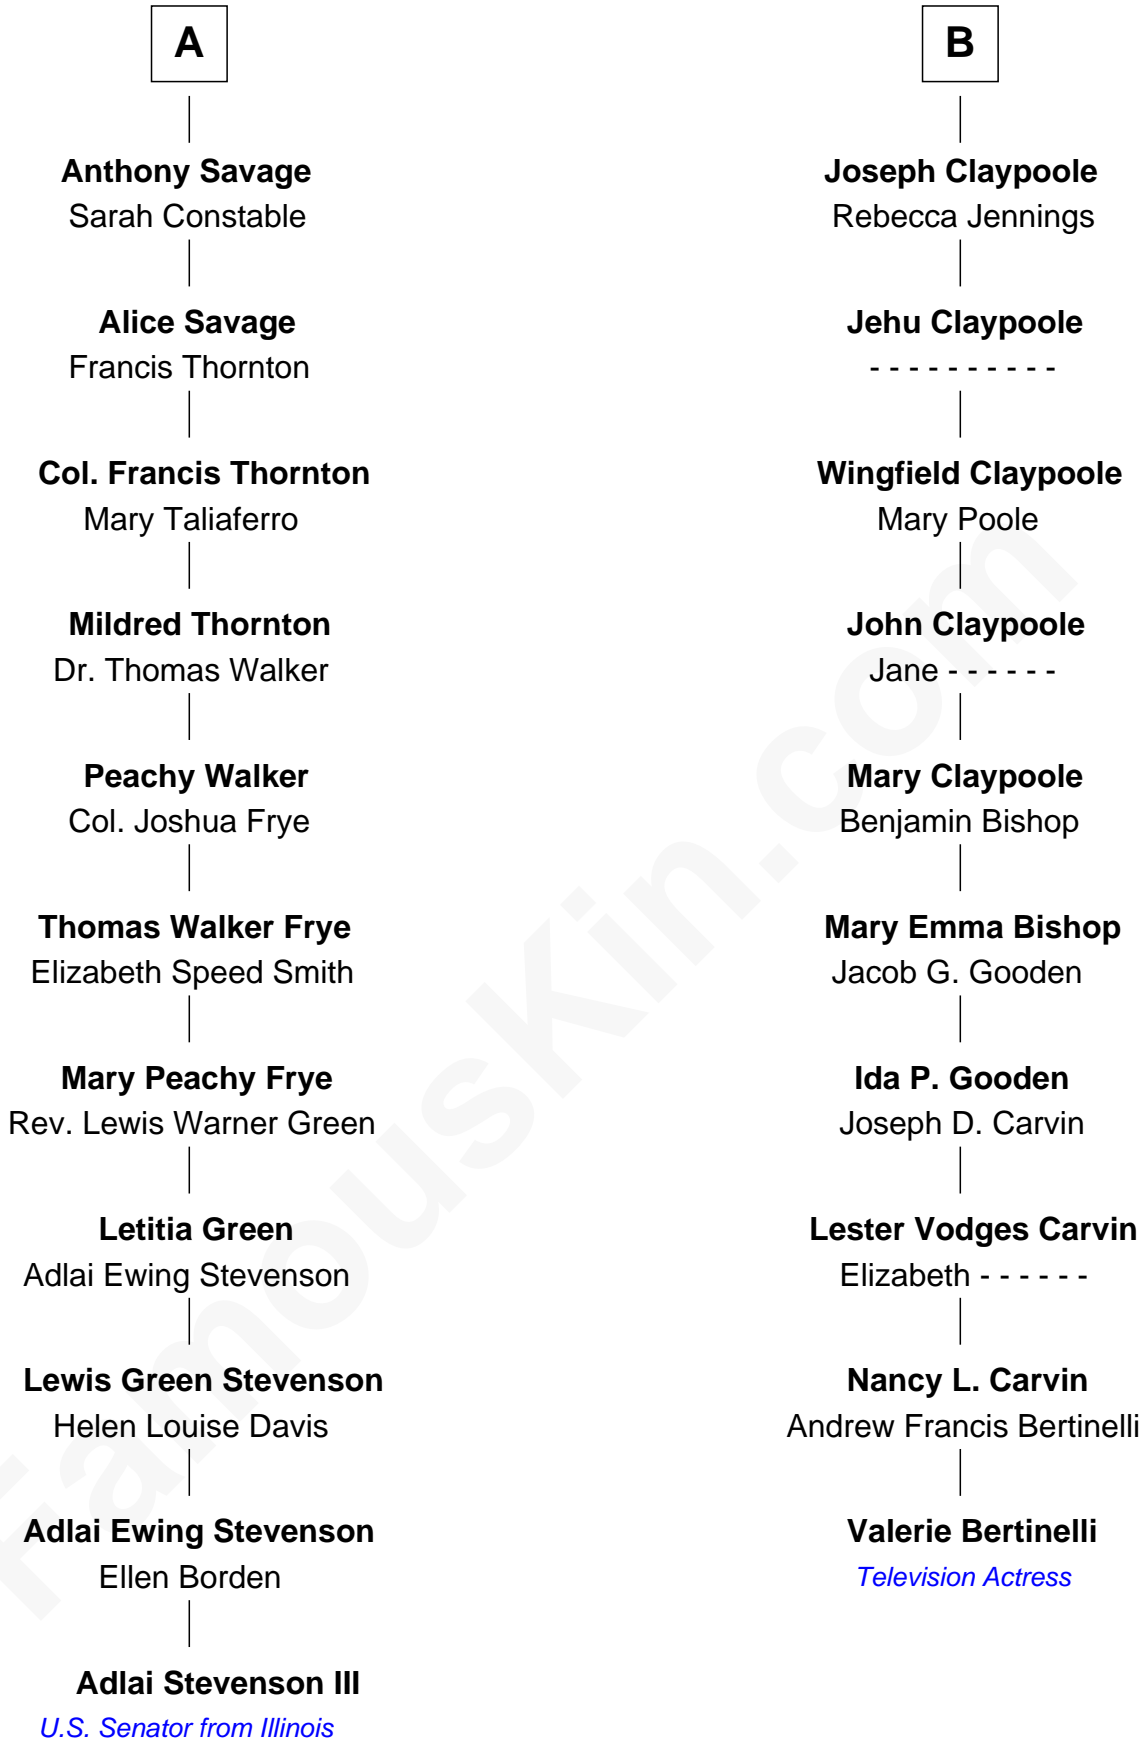 A
Anthony Savage
Sarah Constable
Alice Savage
Francis Thornton
Col. Francis Thornton
Mary Taliaferro
Mildred Thornton
Dr. Thomas Walker
Peachy Walker
Col. Joshua Frye
Thomas Walker Frye
Elizabeth Speed Smith
Mary Peachy Frye
Rev. Lewis Warner Green
Letitia Green
Adlai Ewing Stevenson
Lewis Green Stevenson
Helen Louise Davis
Adlai Ewing Stevenson
Ellen Borden
Adlai Stevenson III
U.S. Senator from Illinois
B
Joseph Claypoole
Rebecca Jennings
Jehu Claypoole
- - - - - - - - - -
Wingfield Claypoole
Mary Poole
John Claypoole
Jane - - - - - -
Mary Claypoole
Benjamin Bishop
Mary Emma Bishop
Jacob G. Gooden
Ida P. Gooden
Joseph D. Carvin
Lester Vodges Carvin
Elizabeth - - - - - -
Nancy L. Carvin
Andrew Francis Bertinelli
Valerie Bertinelli
Television Actress
FamousKin.com